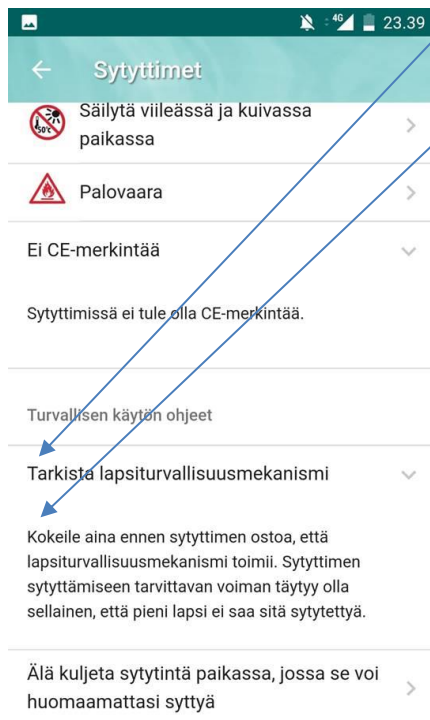 4G 23.39
Sytyttimet
50°C
Säilytä viileässä ja kuivassa
paikassa
Palovaara
Ei CE-merkintää
Sytyttimissä ei tule olla CE-merkintää.
Turvallisen käytön ohjeet
Tarkista lapsiturvallisuusmekanismi
Kokeile aina ennen sytyttimen ostoa, että
lapsiturvallisuusmekanismi toimii. Sytyttimen
sytyttämiseen tarvittavan voiman täytyy olla
sellainen, että pieni lapsi ei saa sitä sytytettyä.
Älä kuljeta sytytintä paikassa, jossa se voi
huomaamattasi syttyä